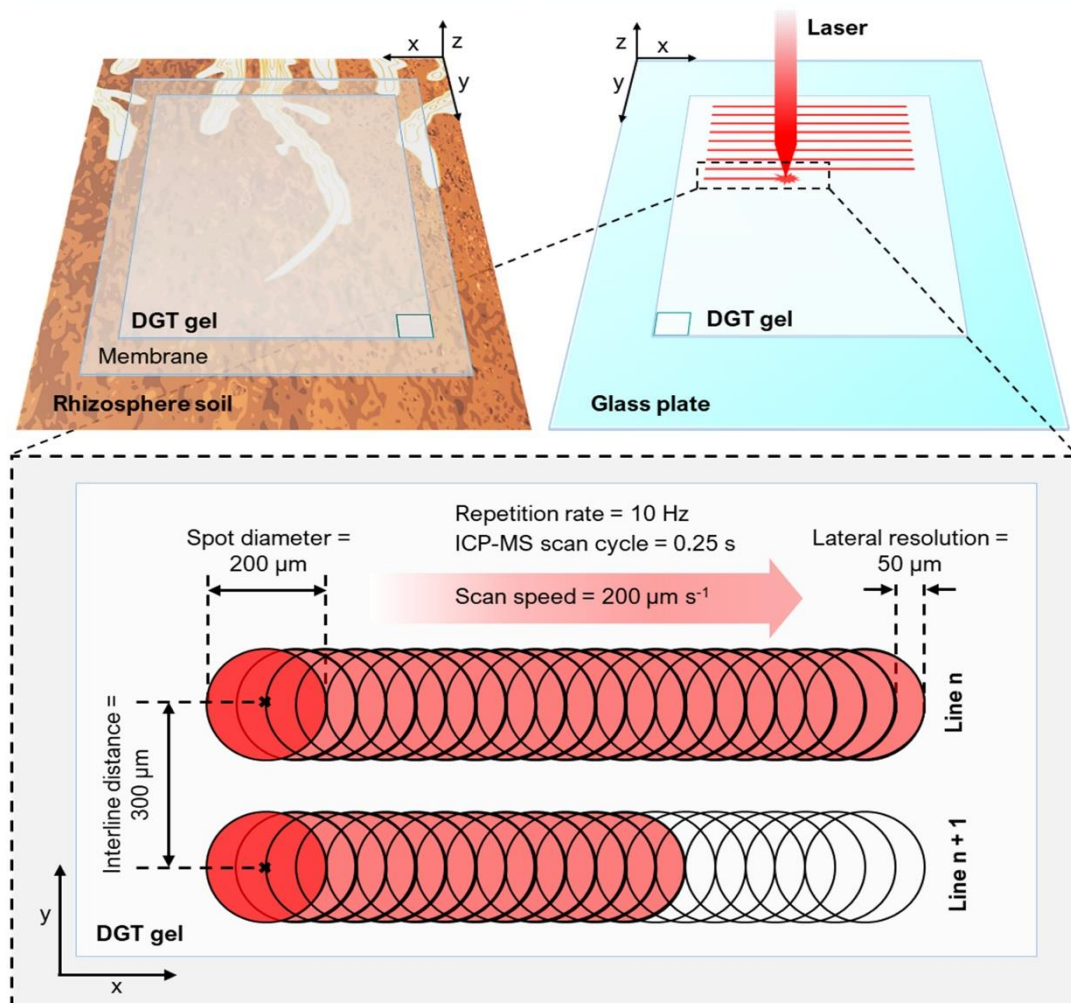 x
z
y
DGT gel
Membrane
Rhizosphere soil
Laser
z
x
y
DGT gel
Glass plate
Repetition rate = 10 Hz
ICP-MS scan cycle = 0.25 s
Spot diameter =
200 µm
Lateral resolution =
50 µm
Scan speed = 200 µm s⁻¹
Interline distance =
300 µm
Line n
Line n + 1
y
DGT gel
x